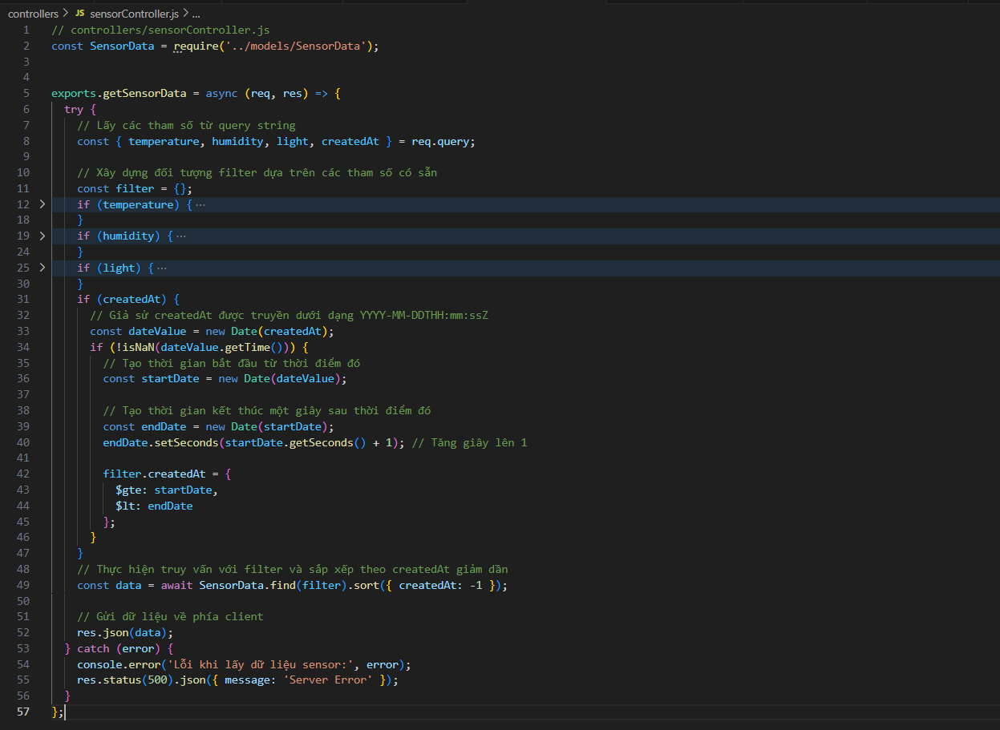 controllers > JS sensorController.js > ...
1 // controllers/sensorController.js
2 const SensorData = require('../models/SensorData');
3
4
5 exports.getSensorData = async (req, res) => {
6 try {
7 // Lấy các tham số từ query string
8 const { temperature, humidity, light, createdAt } = req.query;
9
10 // Xây dựng đối tượng filter dựa trên các tham số có sẵn
11 const filter = {};
12 > if (temperature) { ...
18 }
19 > if (humidity) { ...
24 }
25 > if (light) { ...
30 }
31 if (createdAt) {
32 // Giả sử createdAt được truyền dưới dạng YYYY-MM-DDTHH:mm:ssZ
33 const dateValue = new Date(createdAt);
34 if (!isNaN(dateValue.getTime())) {
35 // Tạo thời gian bắt đầu từ thời điểm đó
36 const startDate = new Date(dateValue);
37
38 // Tạo thời gian kết thúc một giây sau thời điểm đó
39 const endDate = new Date(startDate);
40 endDate.setSeconds(startDate.getSeconds() + 1); // Tăng giây lên 1
41
42 filter.createdAt = {
43 $gte: startDate,
44 $lt: endDate
45 };
46 }
47 }
48 // Thực hiện truy vấn với filter và sắp xếp theo createdAt giảm dần
49 const data = await SensorData.find(filter).sort({ createdAt: -1 });
50
51 // Gửi dữ liệu về phía client
52 res.json(data);
53 } catch (error) {
54 console.error('Lỗi khi lấy dữ liệu sensor:', error);
55 res.status(500).json({ message: 'Server Error' });
56 }
57 };